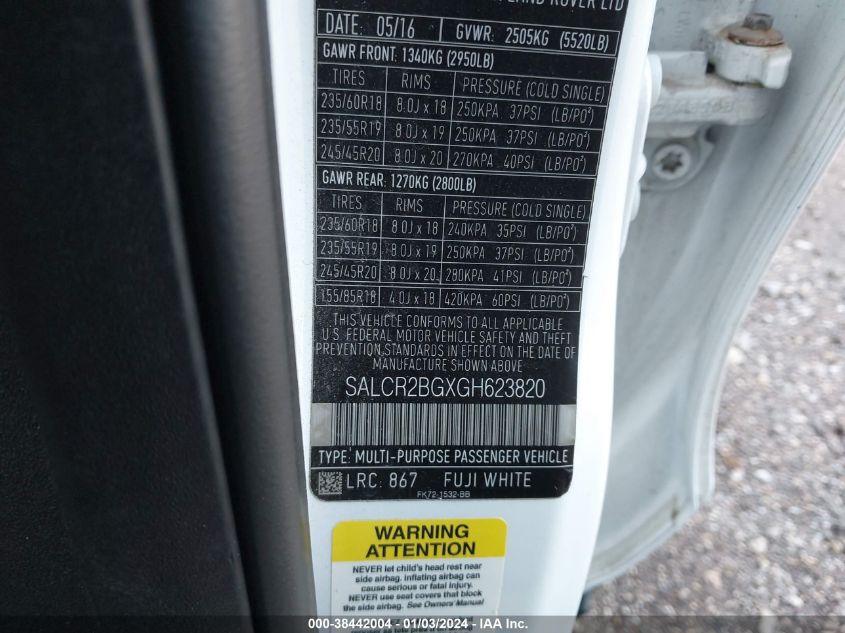 LAND ROVER LTD
DATE: 05/16 GVWR: 2505KG (5520LB)
GAWR FRONT: 1340KG (2950LB)
TIRES RIMS PRESSURE (COLD SINGLE)
235/60R18 8.0J x 18 250KPA 37PSI (LB/PO²)
235/55R19 8.0J x 19 250KPA 37PSI (LB/PO²)
245/45R20 8.0J x 20 270KPA 40PSI (LB/PO²)
GAWR REAR: 1270KG (2800LB)
TIRES RIMS PRESSURE (COLD SINGLE)
235/60R18 8.0J x 18 240KPA 35PSI (LB/PO²)
235/55R19 8.0J x 19 250KPA 37PSI (LB/PO²)
245/45R20 8.0J x 20 280KPA 41PSI (LB/PO²)
155/85R18 4.0J x 18 420KPA 60PSI (LB/PO²)
THIS VEHICLE CONFORMS TO ALL APPLICABLE
U.S. FEDERAL MOTOR VEHICLE SAFETY AND THEFT
PREVENTION STANDARDS IN EFFECT ON THE DATE OF
MANUFACTURE SHOWN ABOVE
SALCR2BGXGH623820
TYPE: MULTI-PURPOSE PASSENGER VEHICLE
LRC: 867 FUJI WHITE
FK72-1532-BB
WARNING
ATTENTION
NEVER let child's head rest near
side airbag, inflating airbag can
cause serious or fatal injury.
NEVER use seat covers that block
the side airbag. See Owners Manual
000-38442004 - 01/03/2024 - 000-276